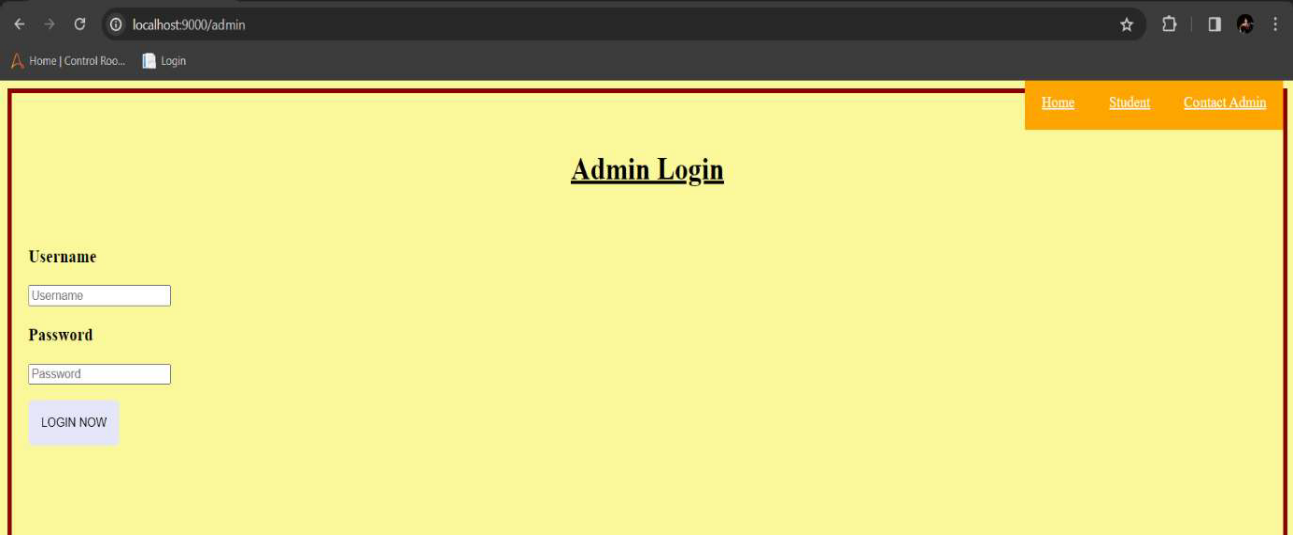 localhost:9000/admin
Home | Control Roo... Login
Home Student Contact Admin
Admin Login
Username
Username
Password
Password
LOGIN NOW